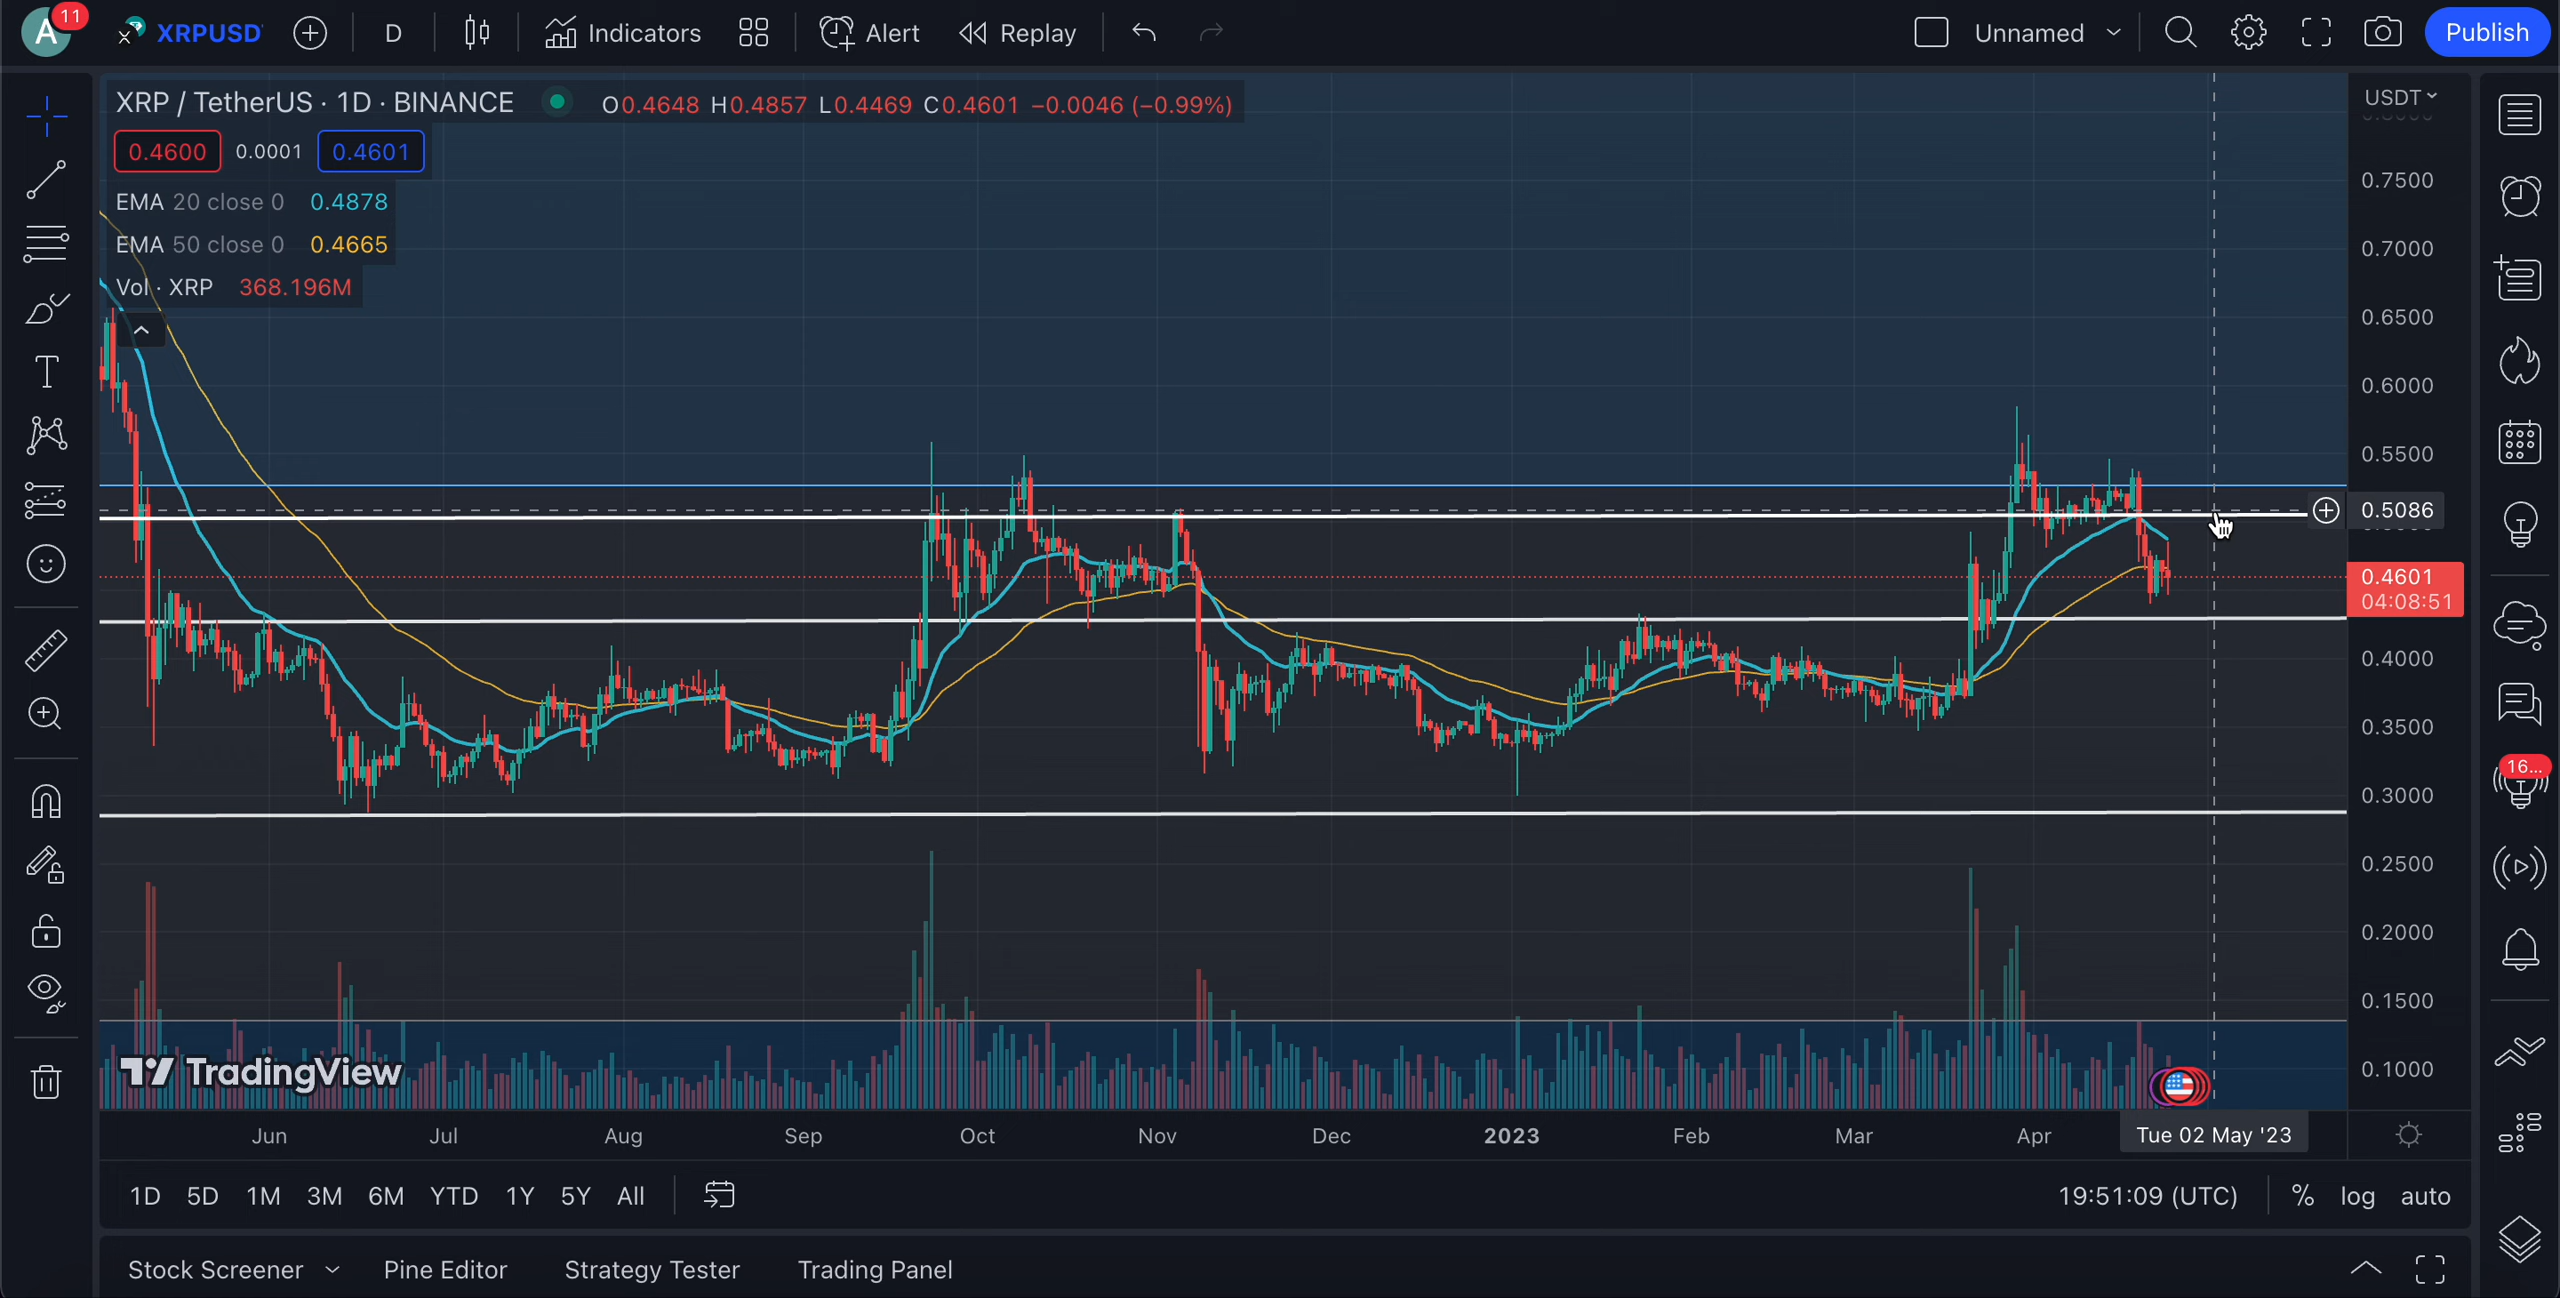 A 11 XRPUSD D Indicators Alert Replay Unnamed Publish
XRP / TetherUS · 1D · BINANCE O0.4648 H0.4857 L0.4469 C0.4601 −0.0046 (−0.99%)
0.4600 0.0001 0.4601
EMA 20 close 0 0.4878
EMA 50 close 0 0.4665
Vol · XRP 368.196M
USDT
0.7500
0.7000
0.6500
0.6000
0.5500
0.5086
0.4601
04:08:51
0.4000
0.3500
0.3000
0.2500
0.2000
0.1500
0.1000
16...
TradingView
Jun Jul Aug Sep Oct Nov Dec 2023 Feb Mar Apr Tue 02 May '23
1D 5D 1M 3M 6M YTD 1Y 5Y All 19:51:09 (UTC) % log auto
Stock Screener Pine Editor Strategy Tester Trading Panel